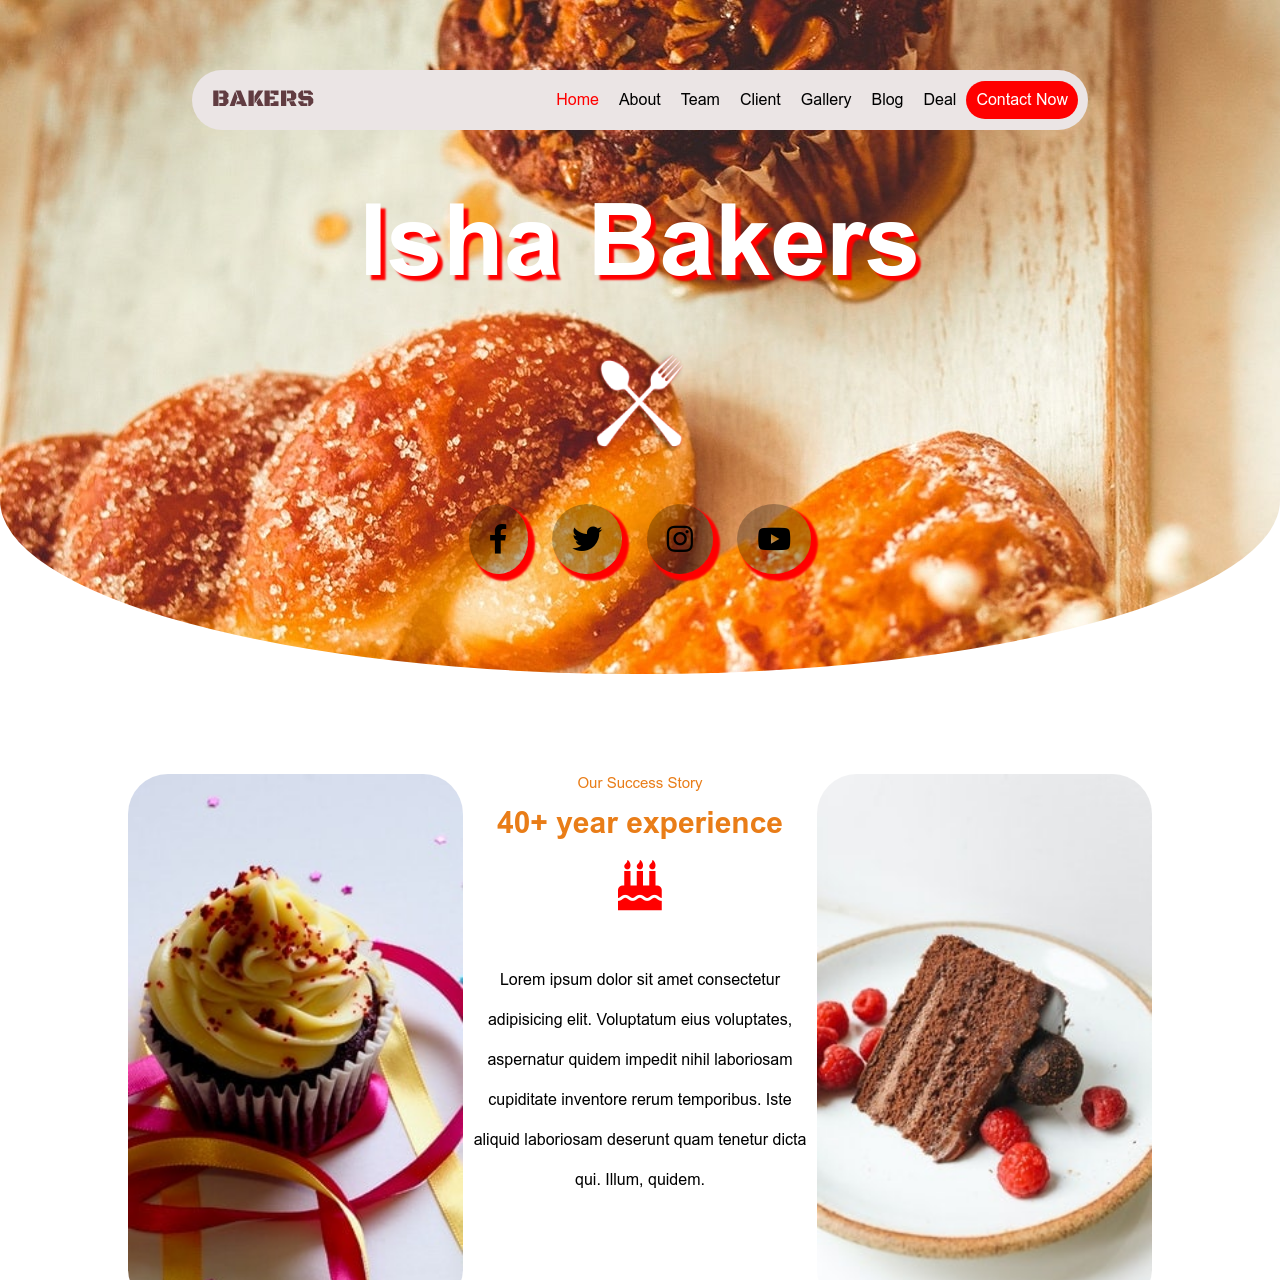 BAKERS
Home About Team Client Gallery Blog Deal Contact Now
Isha Bakers
Our Success Story
40+ year experience
Lorem ipsum dolor sit amet consectetur
adipisicing elit. Voluptatum eius voluptates,
aspernatur quidem impedit nihil laboriosam
cupiditate inventore rerum temporibus. Iste
aliquid laboriosam deserunt quam tenetur dicta
qui. Illum, quidem.